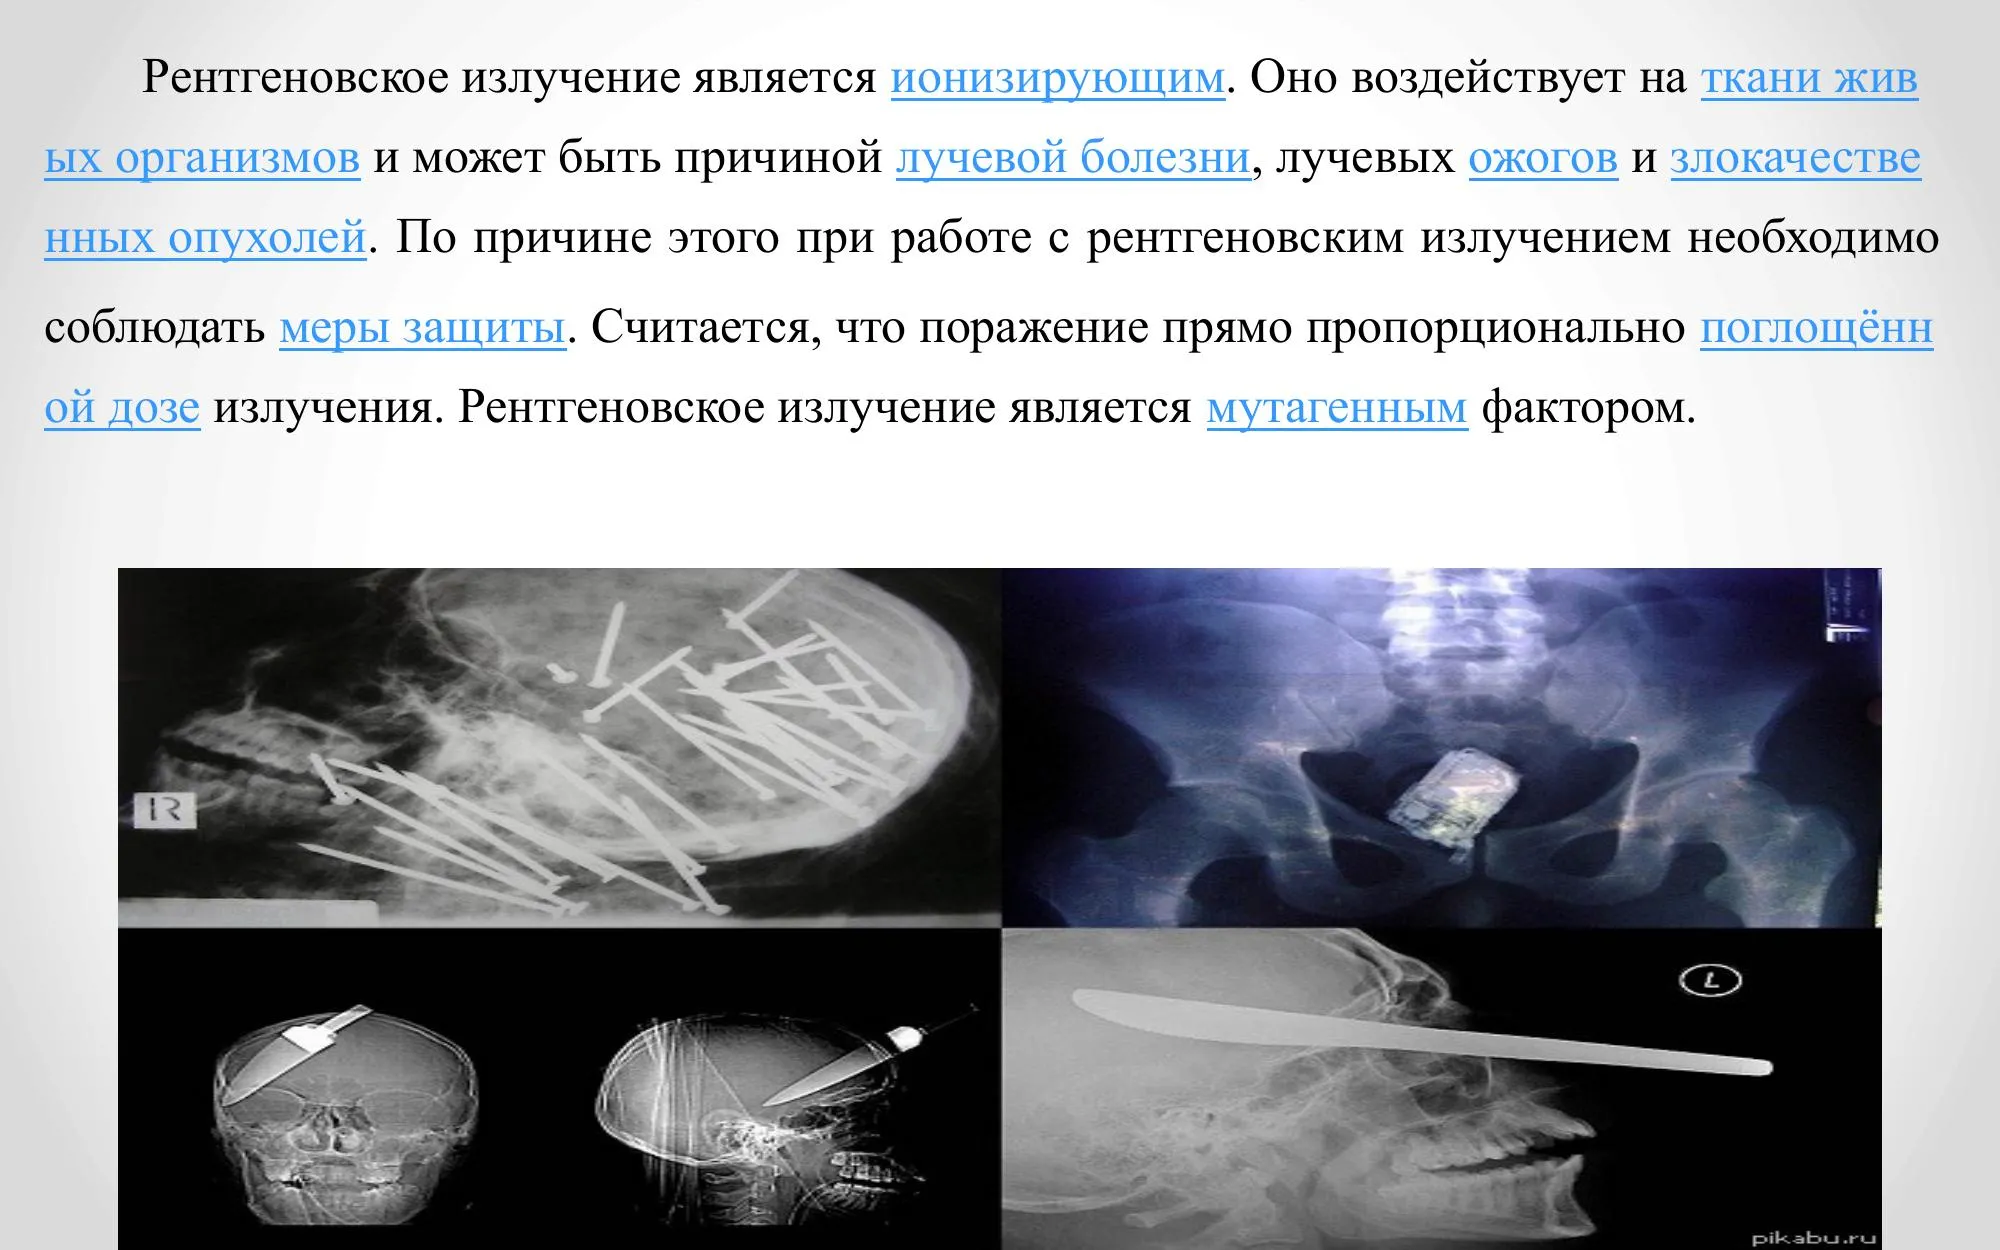 Рентгеновское излучение является ионизирующим. Оно воздействует на ткани жив
ых организмов и может быть причиной лучевой болезни, лучевых ожогов и злокачестве
нных опухолей. По причине этого при работе с рентгеновским излучением необходимо
соблюдать меры защиты. Считается, что поражение прямо пропорционально поглощённ
ой дозе излучения. Рентгеновское излучение является мутагенным фактором.
L
pikabu.ru